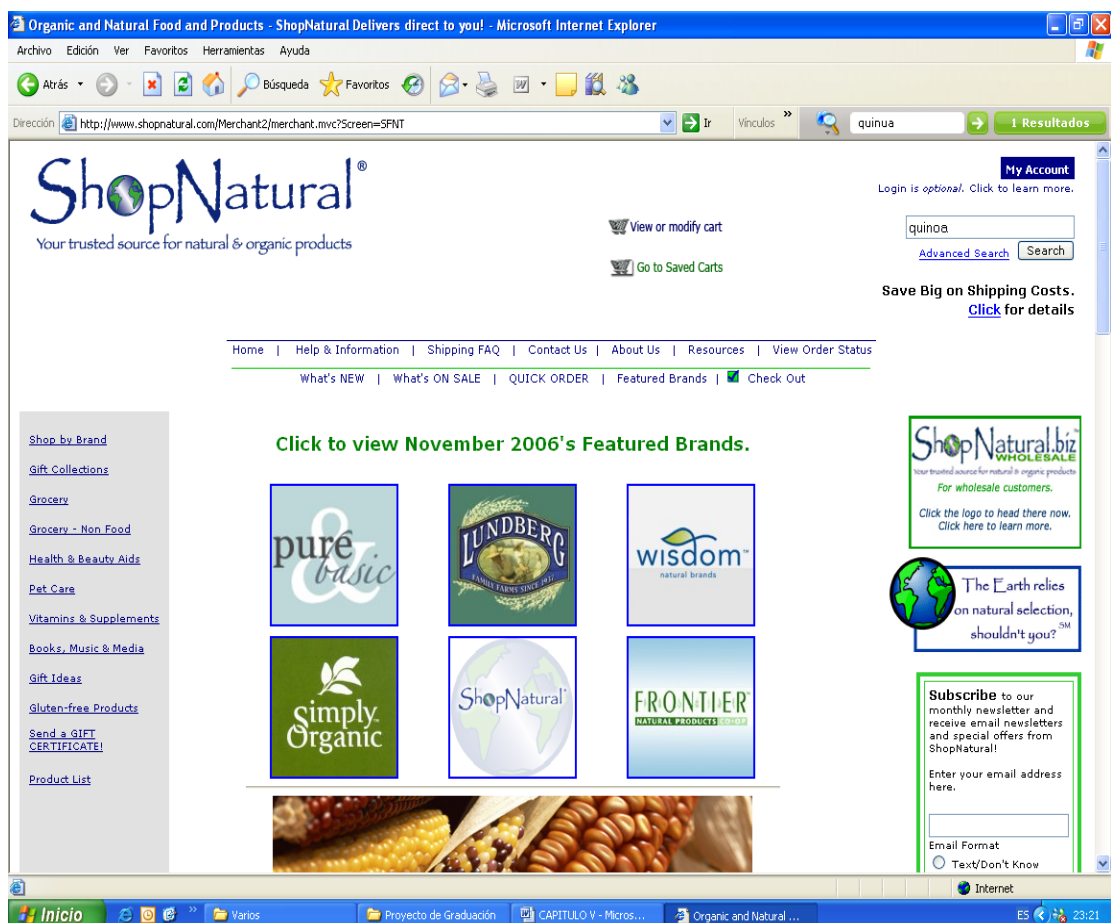 Organic and Natural Food and Products - ShopNatural Delivers direct to you! - Microsoft Internet Explorer
Archivo Edición Ver Favoritos Herramientas Ayuda
Atrás Búsqueda Favoritos
Dirección http://www.shopnatural.com/Merchant2/merchant.mvc?Screen=SFNT Ir Vínculos » quinua 1 Resultados
ShopNatural®
Your trusted source for natural & organic products
My Account
Login is optional. Click to learn more.
View or modify cart
quinoa
Advanced Search Search
Go to Saved Carts
Save Big on Shipping Costs.
Click for details
Home | Help & Information | Shipping FAQ | Contact Us | About Us | Resources | View Order Status
What's NEW | What's ON SALE | QUICK ORDER | Featured Brands | Check Out
Shop by Brand
Gift Collections
Grocery
Grocery - Non Food
Health & Beauty Aids
Pet Care
Vitamins & Supplements
Books, Music & Media
Gift Ideas
Gluten-free Products
Send a GIFT
CERTIFICATE!
Product List
Click to view November 2006's Featured Brands.
puré & basic
LUNDBERG
FAMILY FARMS SINCE 1937
wisdom™
natural brands
Simply Organic
ShopNatural
FRONTIER™
NATURAL PRODUCTS CO-OP
ShopNatural.biz
WHOLESALE
Your trusted source for natural & organic products
For wholesale customers.
Click the logo to head there now.
Click here to learn more.
The Earth relies
on natural selection,
shouldn't you? SM
Subscribe to our
monthly newsletter and
receive email newsletters
and special offers from
ShopNatural!
Enter your email address
here.
Email Format
Text/Don't Know
Internet
Inicio » Varios Proyecto de Graduación CAPITULO V - Micros... Organic and Natural ... ES 23:21